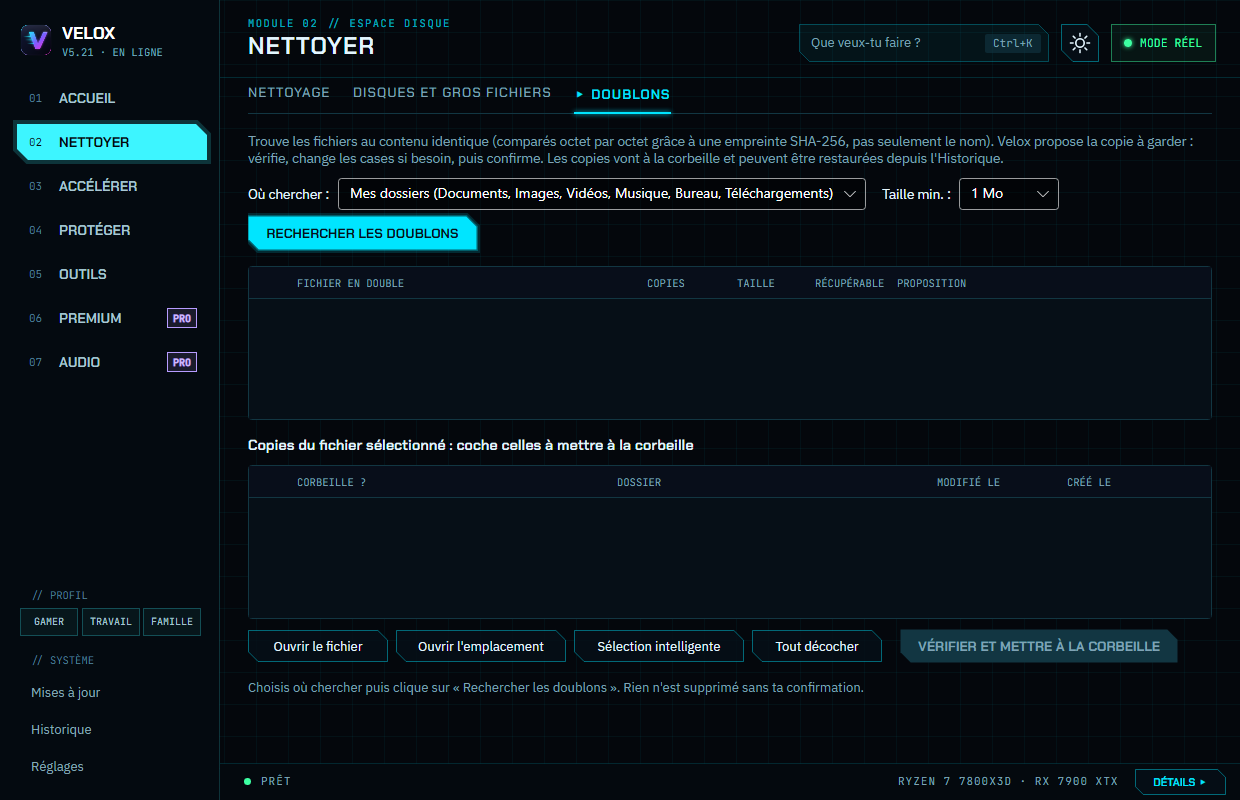 VELOX
V5.21 · EN LIGNE
01 ACCUEIL
02 NETTOYER
03 ACCÉLÉRER
04 PROTÉGER
05 OUTILS
06 PREMIUM PRO
07 AUDIO PRO
// PROFIL
GAMER TRAVAIL FAMILLE
// SYSTÈME
Mises à jour
Historique
Réglages
MODULE 02 // ESPACE DISQUE
NETTOYER
Que veux-tu faire ? Ctrl+K
MODE RÉEL
NETTOYAGE DISQUES ET GROS FICHIERS ▸ DOUBLONS
Trouve les fichiers au contenu identique (comparés octet par octet grâce à une empreinte SHA-256, pas seulement le nom). Velox propose la copie à garder :
vérifie, change les cases si besoin, puis confirme. Les copies vont à la corbeille et peuvent être restaurées depuis l'Historique.
Où chercher : Mes dossiers (Documents, Images, Vidéos, Musique, Bureau, Téléchargements) Taille min. : 1 Mo
RECHERCHER LES DOUBLONS
FICHIER EN DOUBLE COPIES TAILLE RÉCUPÉRABLE PROPOSITION
Copies du fichier sélectionné : coche celles à mettre à la corbeille
CORBEILLE ? DOSSIER MODIFIÉ LE CRÉÉ LE
Ouvrir le fichier Ouvrir l'emplacement Sélection intelligente Tout décocher VÉRIFIER ET METTRE À LA CORBEILLE
Choisis où chercher puis clique sur « Rechercher les doublons ». Rien n'est supprimé sans ta confirmation.
PRÊT
RYZEN 7 7800X3D · RX 7900 XTX
DÉTAILS ▸